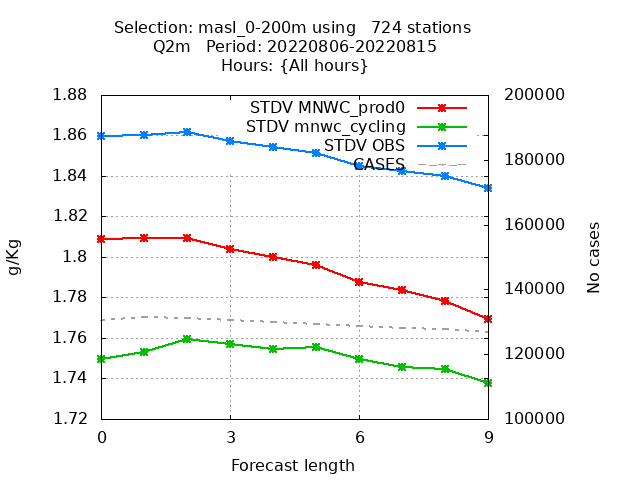 Selection: masl_0-200m using   724 stations
Q2m   Period: 20220806-20220815
Hours: {All hours}
1.88
1.86
1.84
1.82
1.8
1.78
1.76
1.74
1.72
g/Kg
STDV MNWC_prod0
STDV mnwc_cycling
STDV OBS
CASES
200000
180000
160000
140000
120000
100000
No cases
0 3 6 9
Forecast length